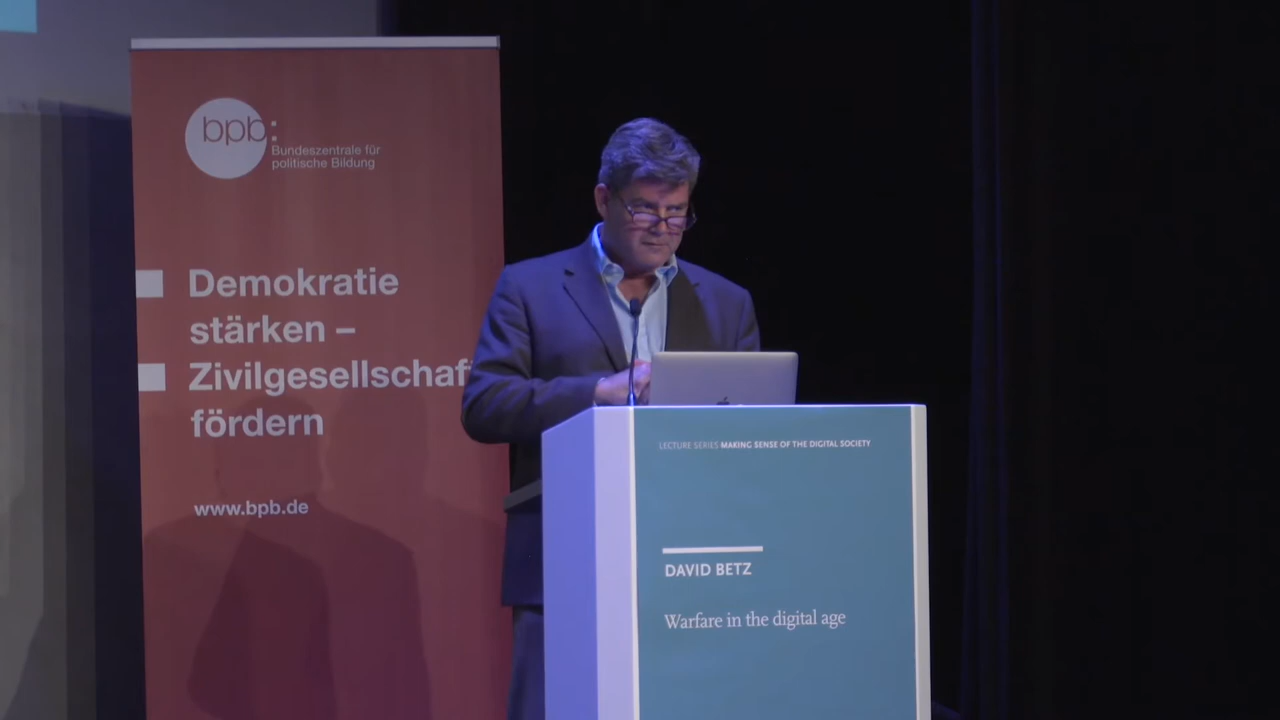 bpb:
Bundeszentrale für
politische Bildung
Demokratie
stärken –
Zivilgesellschaf
fördern
www.bpb.de
LECTURE SERIES MAKING SENSE OF THE DIGITAL SOCIETY
DAVID BETZ
Warfare in the digital age